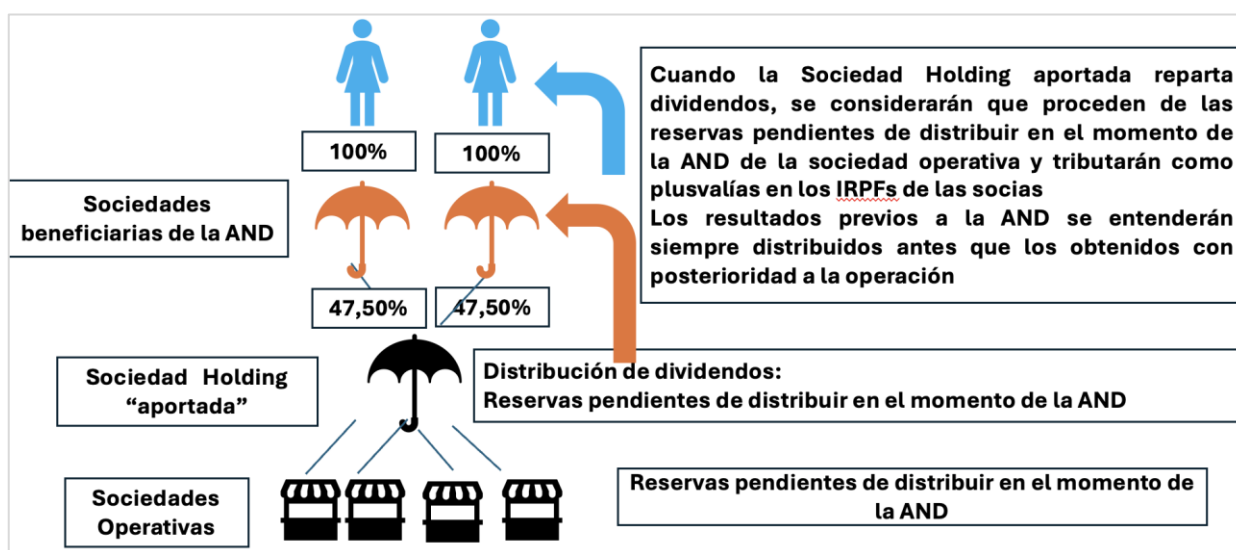 Cuando la Sociedad Holding aportada reparta
dividendos, se considerarán que proceden de las
reservas pendientes de distribuir en el momento de
la AND de la sociedad operativa y tributarán como
plusvalías en los IRPFs de las socias
Los resultados previos a la AND se entenderán
siempre distribuidos antes que los obtenidos con
posterioridad a la operación
100%
100%
Sociedades
beneficiarias de la AND
47,50%
47,50%
Sociedad Holding
“aportada”
Distribución de dividendos:
Reservas pendientes de distribuir en el momento de la AND
Sociedades
Operativas
Reservas pendientes de distribuir en el momento de
la AND